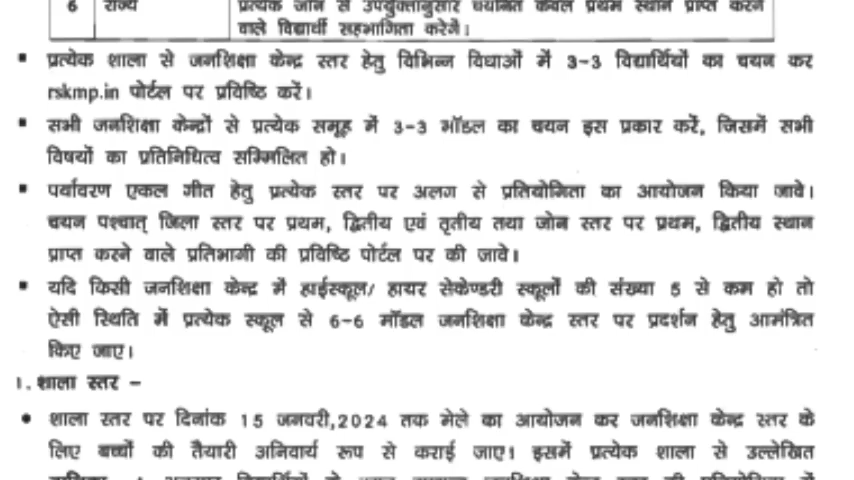 6 राज्य प्रत्येक जोन से उपर्युक्तानुसार चयनित केवल प्रथम स्थान प्राप्त करने
वाले विद्यार्थी सहभागिता करेगें।
▪ प्रत्येक शाला से जनशिक्षा केन्द्र स्तर हेतु विभिन्न विधाओं में 3-3 विद्यार्थियों का चयन कर
rskmp.in पोर्टल पर प्रविष्टि करें।
▪ सभी जनशिक्षा केन्द्रों से प्रत्येक समूह में 3-3 मॉडल का चयन इस प्रकार करें, जिसमें सभी
विषयों का प्रतिनिधित्व सम्मिलित हो।
▪ पर्यावरण एकल गीत हेतु प्रत्येक स्तर पर अलग से प्रतियोगिता का आयोजन किया जावे।
चयन पश्चात् जिला स्तर पर प्रथम, द्वितीय एवं तृतीय तथा जोन स्तर पर प्रथम, द्वितीय स्थान
प्राप्त करने वाले प्रतिभागी की प्रविष्टि पोर्टल पर की जावे।
▪ यदि किसी जनशिक्षा केन्द्र में हाईस्कूल/ हायर सेकेण्डरी स्कूलों की संख्या 5 से कम हो तो
ऐसी स्थिति में प्रत्येक स्कूल से 6-6 मॉडल जनशिक्षा केन्द्र स्तर पर प्रदर्शन हेतु आमंत्रित
किए जाए।
1. शाला स्तर –
• शाला स्तर पर दिनांक 15 जनवरी,2024 तक मेले का आयोजन कर जनशिक्षा केन्द्र स्तर के
लिए बच्चों की तैयारी अनिवार्य रूप से कराई जाए। इसमें प्रत्येक शाला से उल्लेखित